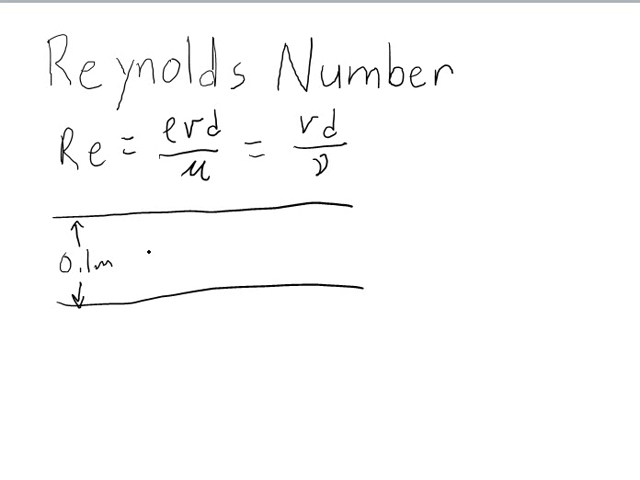 Reynolds Number
Re = ρvd/μ = vd/ν
0.1m